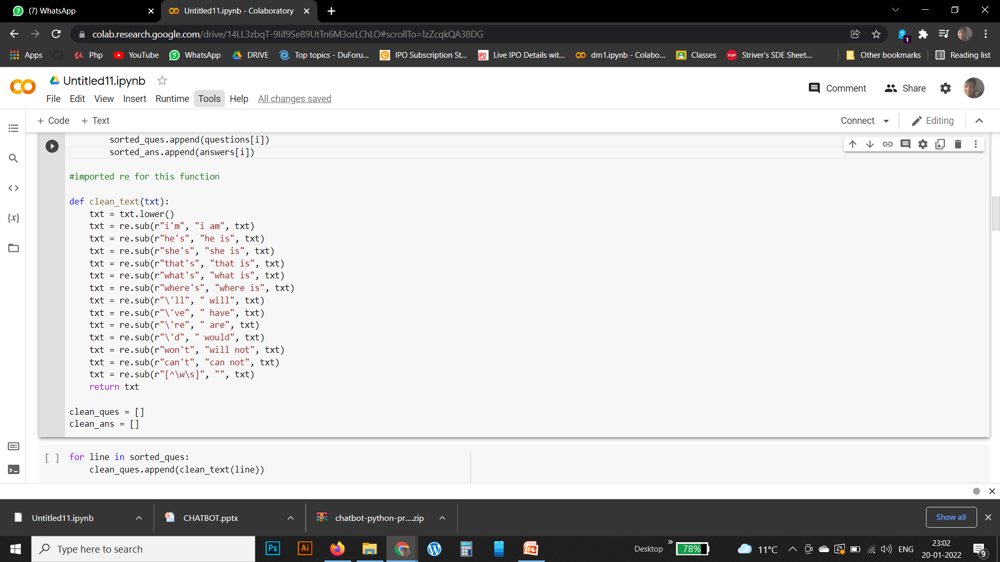 (7) WhatsApp
Untitled11.ipynb - Colaboratory
colab.research.google.com/drive/14LL3zbqT-9Iif9Se89UtTn6M3orLChLO#scrollTo=lzZcqkQA38DG
1
Apps
Php
YouTube
WhatsApp
DRIVE
Top topics - DuForu...
IPO Subscription St...
IPO
Live IPO Details wit...
dm1.ipynb - Colabo...
Classes
TUF
Striver's SDE Sheet...
Other bookmarks
Reading list
Untitled11.ipynb
Comment
Share
File Edit View Insert Runtime Tools Help All changes saved
+ Code + Text
Connect
Editing
        sorted_ques.append(questions[i])
        sorted_ans.append(answers[i])
#imported re for this function
def clean_text(txt):
    txt = txt.lower()
    txt = re.sub(r"i'm", "i am", txt)
    txt = re.sub(r"he's", "he is", txt)
    txt = re.sub(r"she's", "she is", txt)
    txt = re.sub(r"that's", "that is", txt)
    txt = re.sub(r"what's", "what is", txt)
    txt = re.sub(r"where's", "where is", txt)
    txt = re.sub(r"\'ll", " will", txt)
    txt = re.sub(r"\'ve", " have", txt)
    txt = re.sub(r"\'re", " are", txt)
    txt = re.sub(r"\'d", " would", txt)
    txt = re.sub(r"won't", "will not", txt)
    txt = re.sub(r"can't", "can not", txt)
    txt = re.sub(r"[^\w\s]", "", txt)
    return txt
clean_ques = []
clean_ans = []
[ ] for line in sorted_ques:
    clean_ques.append(clean_text(line))
Untitled11.ipynb
CHATBOT.pptx
chatbot-python-pr....zip
Show all
Type here to search
Ps
Ai
Desktop
78%
11°C
ENG
23:02
20-01-2022
9